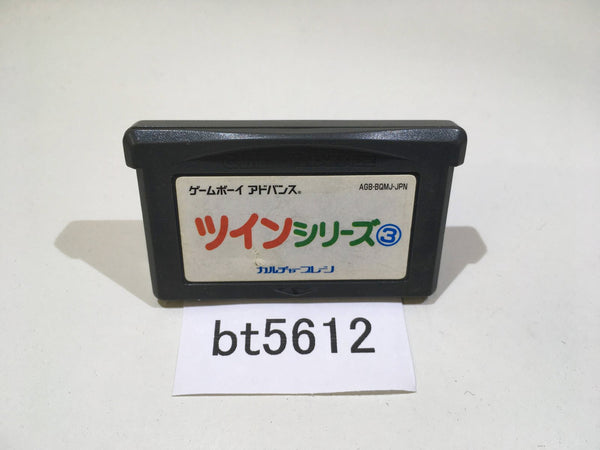 ゲームボーイ アドバンス®
AGB-BQMJ-JPN
ツインシリーズ③
カルチャーブレーン
bt5612